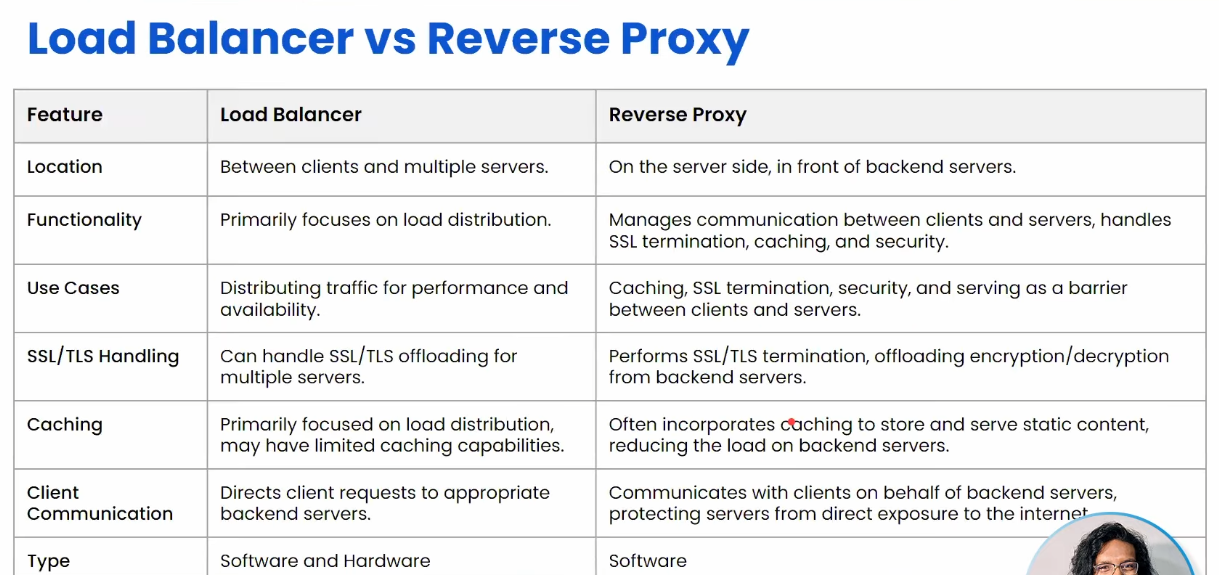 Load Balancer vs Reverse Proxy
Feature
Load Balancer
Reverse Proxy
Location
Between clients and multiple servers.
On the server side, in front of backend servers.
Functionality
Primarily focuses on load distribution.
Manages communication between clients and servers, handles
SSL termination, caching, and security.
Use Cases
Distributing traffic for performance and
availability.
Caching, SSL termination, security, and serving as a barrier
between clients and servers.
SSL/TLS Handling
Can handle SSL/TLS offloading for
multiple servers.
Performs SSL/TLS termination, offloading encryption/decryption
from backend servers.
Caching
Primarily focused on load distribution,
may have limited caching capabilities.
Often incorporates caching to store and serve static content,
reducing the load on backend servers.
Client
Communication
Directs client requests to appropriate
backend servers.
Communicates with clients on behalf of backend servers,
protecting servers from direct exposure to the internet
Type
Software and Hardware
Software